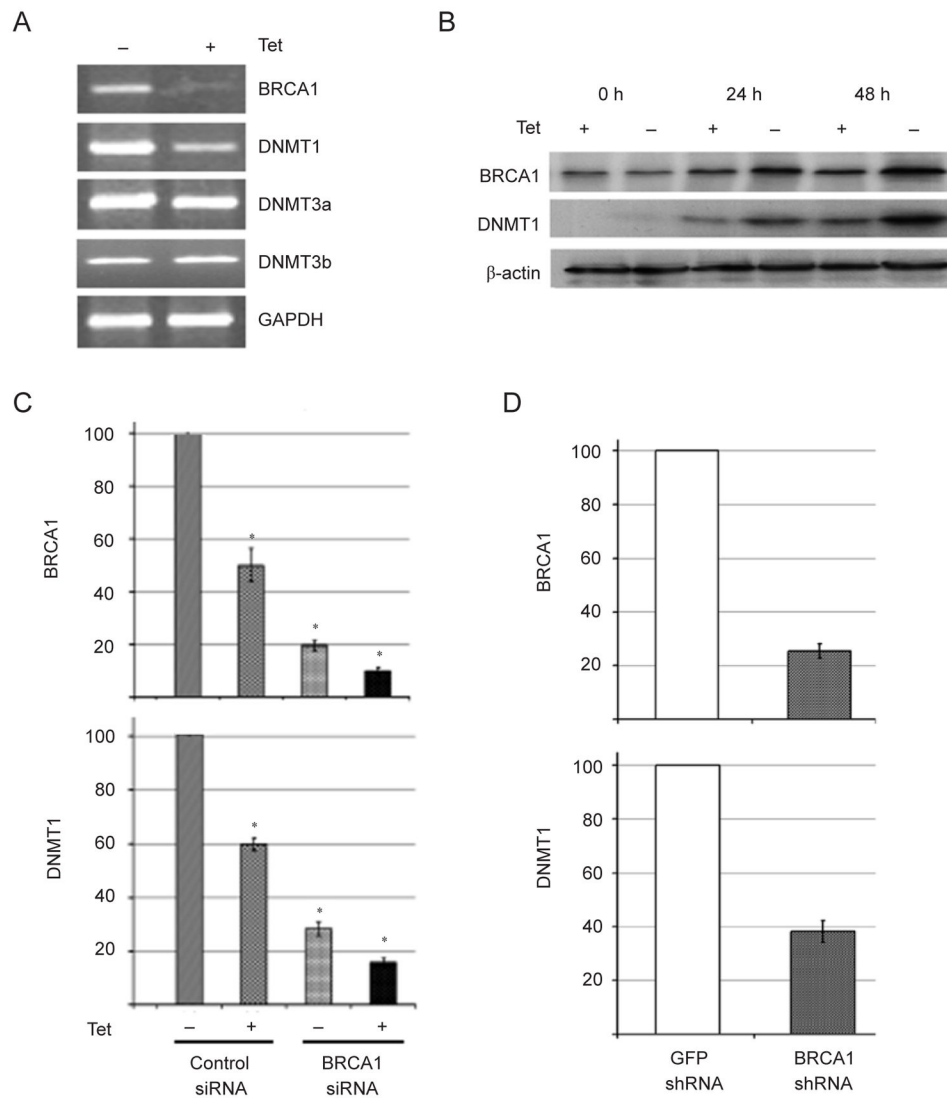 A
– + Tet
BRCA1
DNMT1
DNMT3a
DNMT3b
GAPDH
B
0 h 24 h 48 h
Tet + – + – + –
BRCA1
DNMT1
β-actin
C
BRCA1
100
80
60
40
20
*
*
*
DNMT1
100
80
60
40
20
*
*
*
Tet – + – +
Control BRCA1
siRNA siRNA
D
BRCA1
100
80
60
40
20
DNMT1
100
80
60
40
20
GFP BRCA1
shRNA shRNA